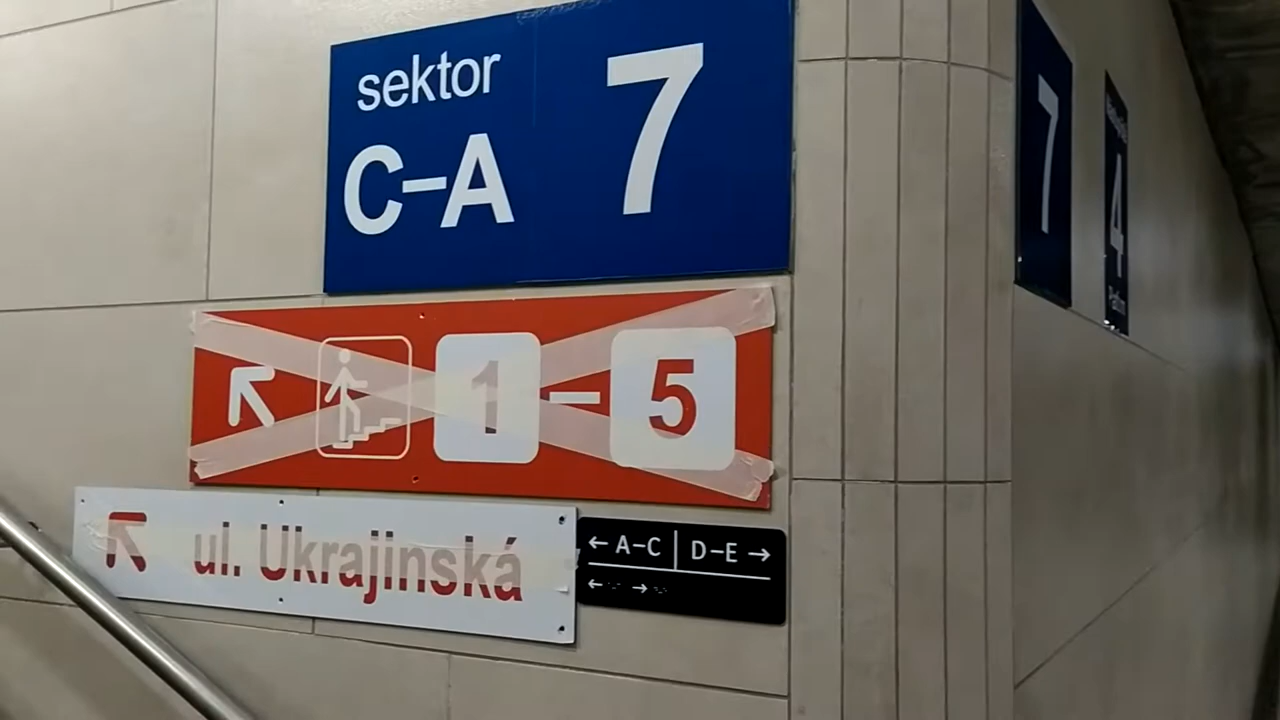 sektor
C–A
7
1 – 5
ul. Ukrajinská
← A–C | D–E →
← →
7
4